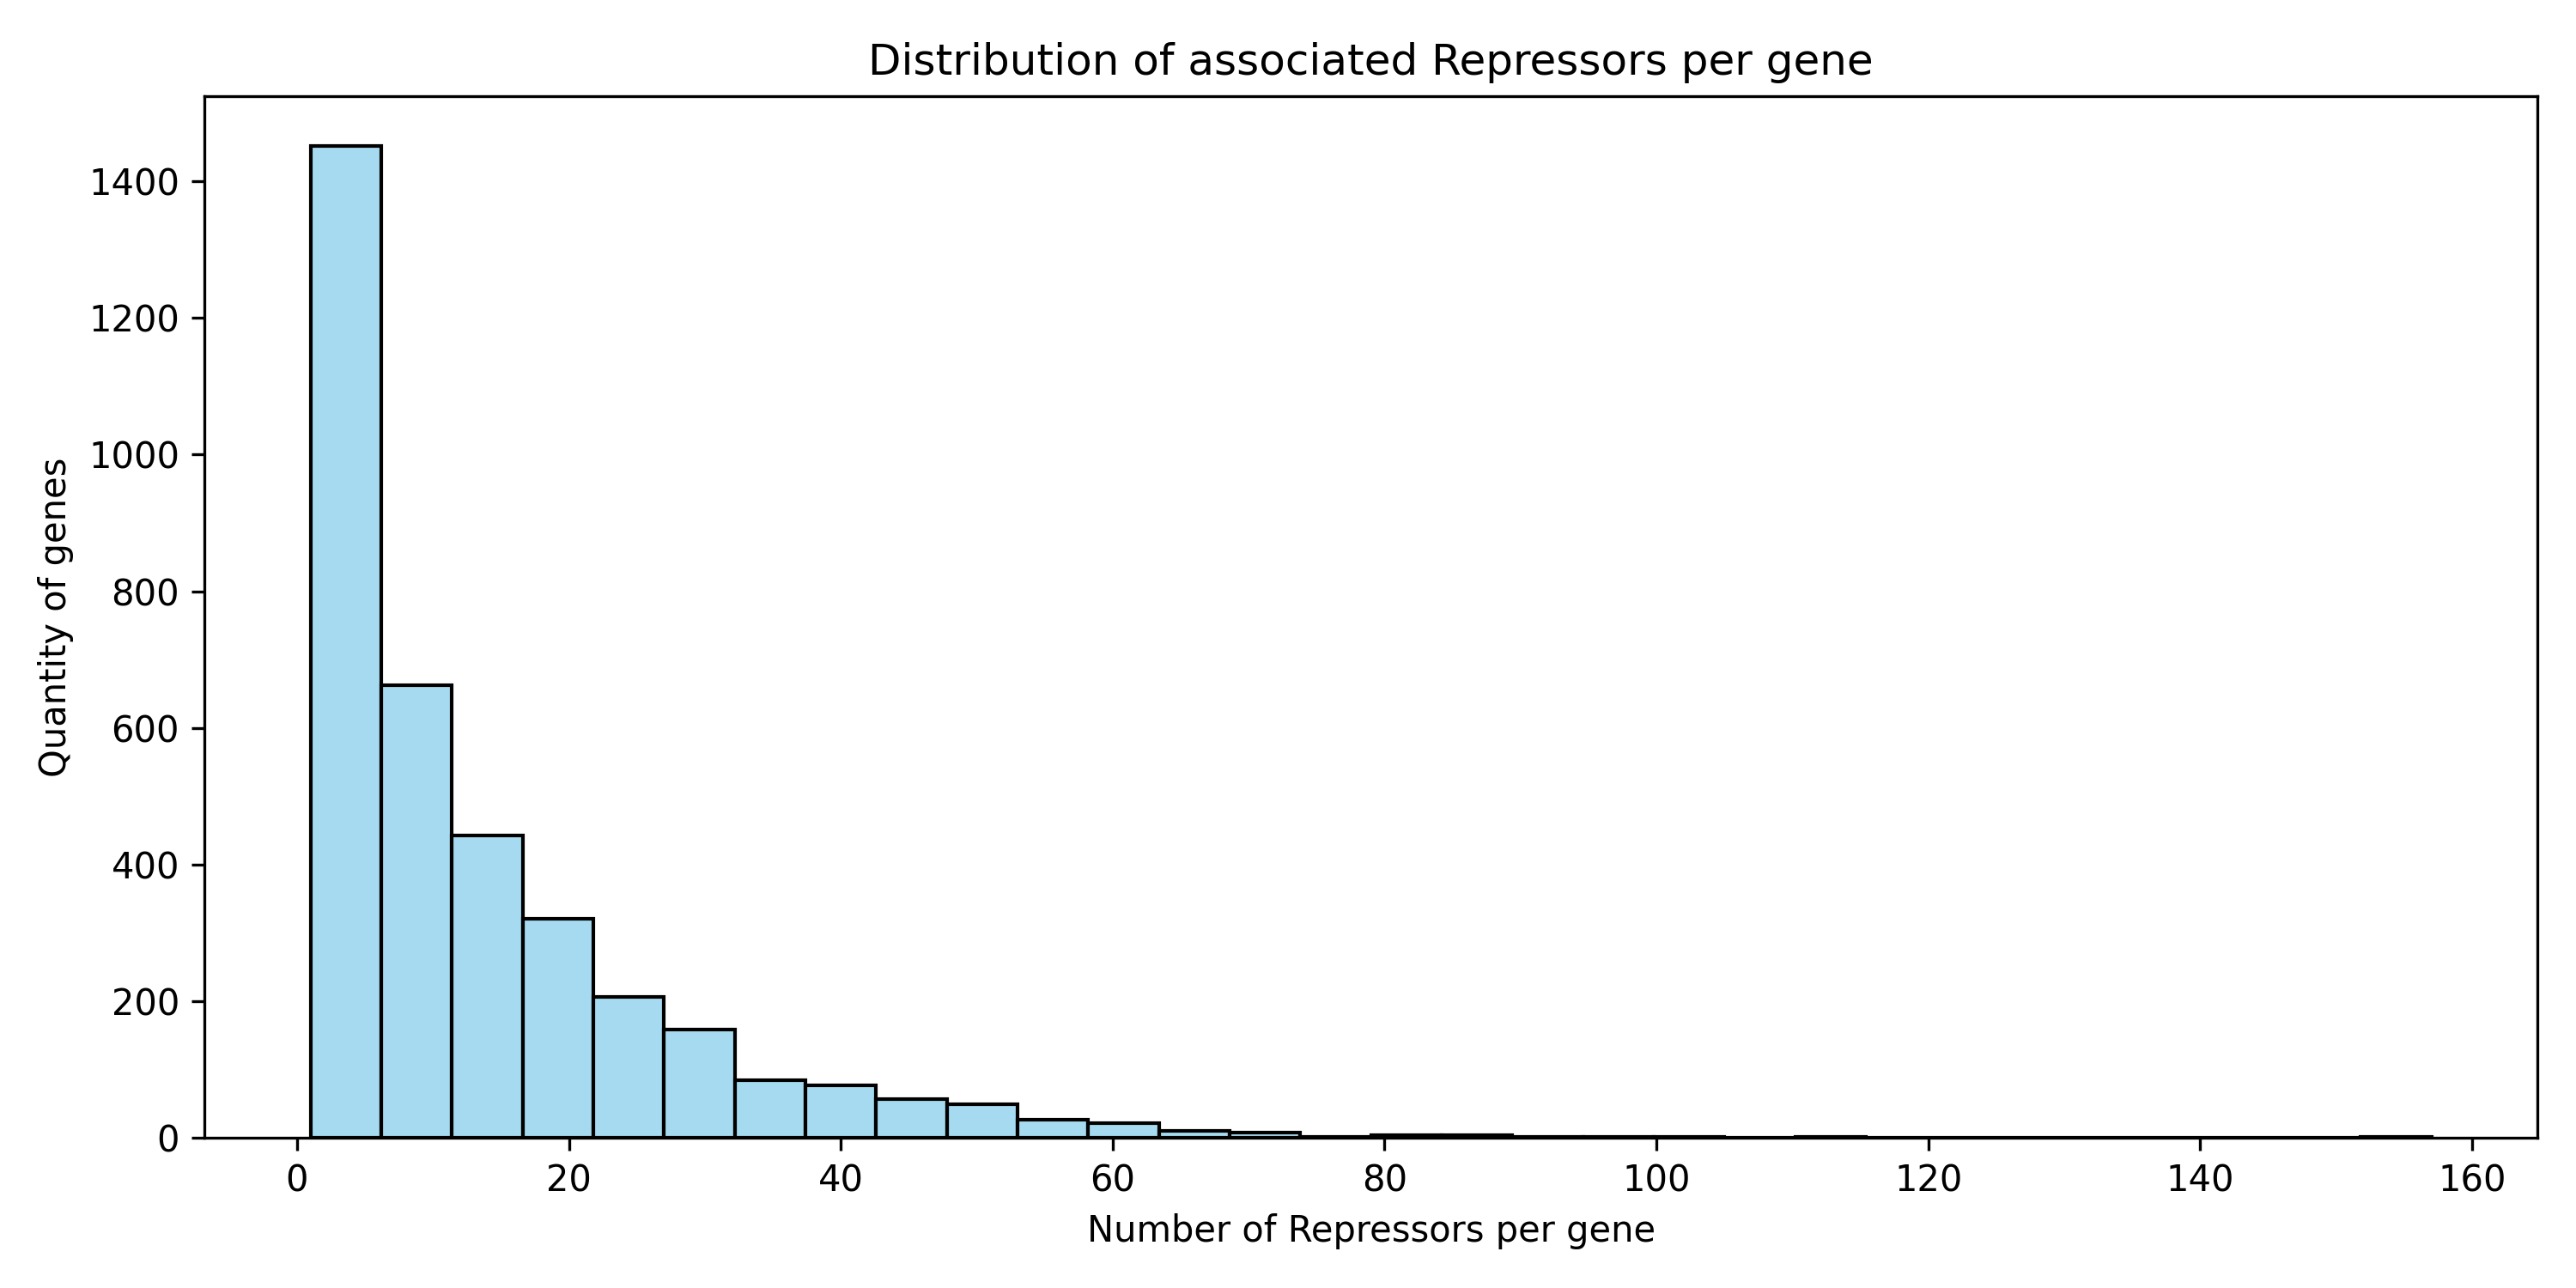 Distribution of associated Repressors per gene
1400
1200
1000
800
600
400
200
0
Quantity of genes
0 20 40 60 80 100 120 140 160
Number of Repressors per gene